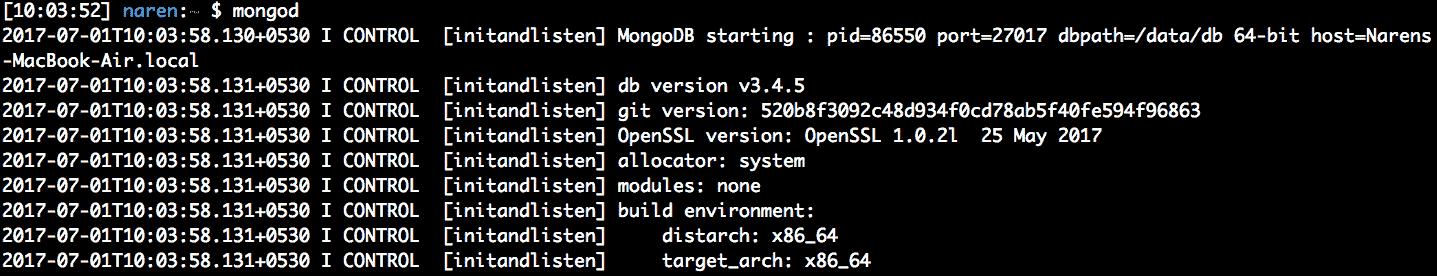 [10:03:52] naren:~ $ mongod
2017-07-01T10:03:58.130+0530 I CONTROL  [initandlisten] MongoDB starting : pid=86550 port=27017 dbpath=/data/db 64-bit host=Narens
-MacBook-Air.local
2017-07-01T10:03:58.131+0530 I CONTROL  [initandlisten] db version v3.4.5
2017-07-01T10:03:58.131+0530 I CONTROL  [initandlisten] git version: 520b8f3092c48d934f0cd78ab5f40fe594f96863
2017-07-01T10:03:58.131+0530 I CONTROL  [initandlisten] OpenSSL version: OpenSSL 1.0.2l  25 May 2017
2017-07-01T10:03:58.131+0530 I CONTROL  [initandlisten] allocator: system
2017-07-01T10:03:58.131+0530 I CONTROL  [initandlisten] modules: none
2017-07-01T10:03:58.131+0530 I CONTROL  [initandlisten] build environment:
2017-07-01T10:03:58.131+0530 I CONTROL  [initandlisten]     distarch: x86_64
2017-07-01T10:03:58.131+0530 I CONTROL  [initandlisten]     target_arch: x86_64